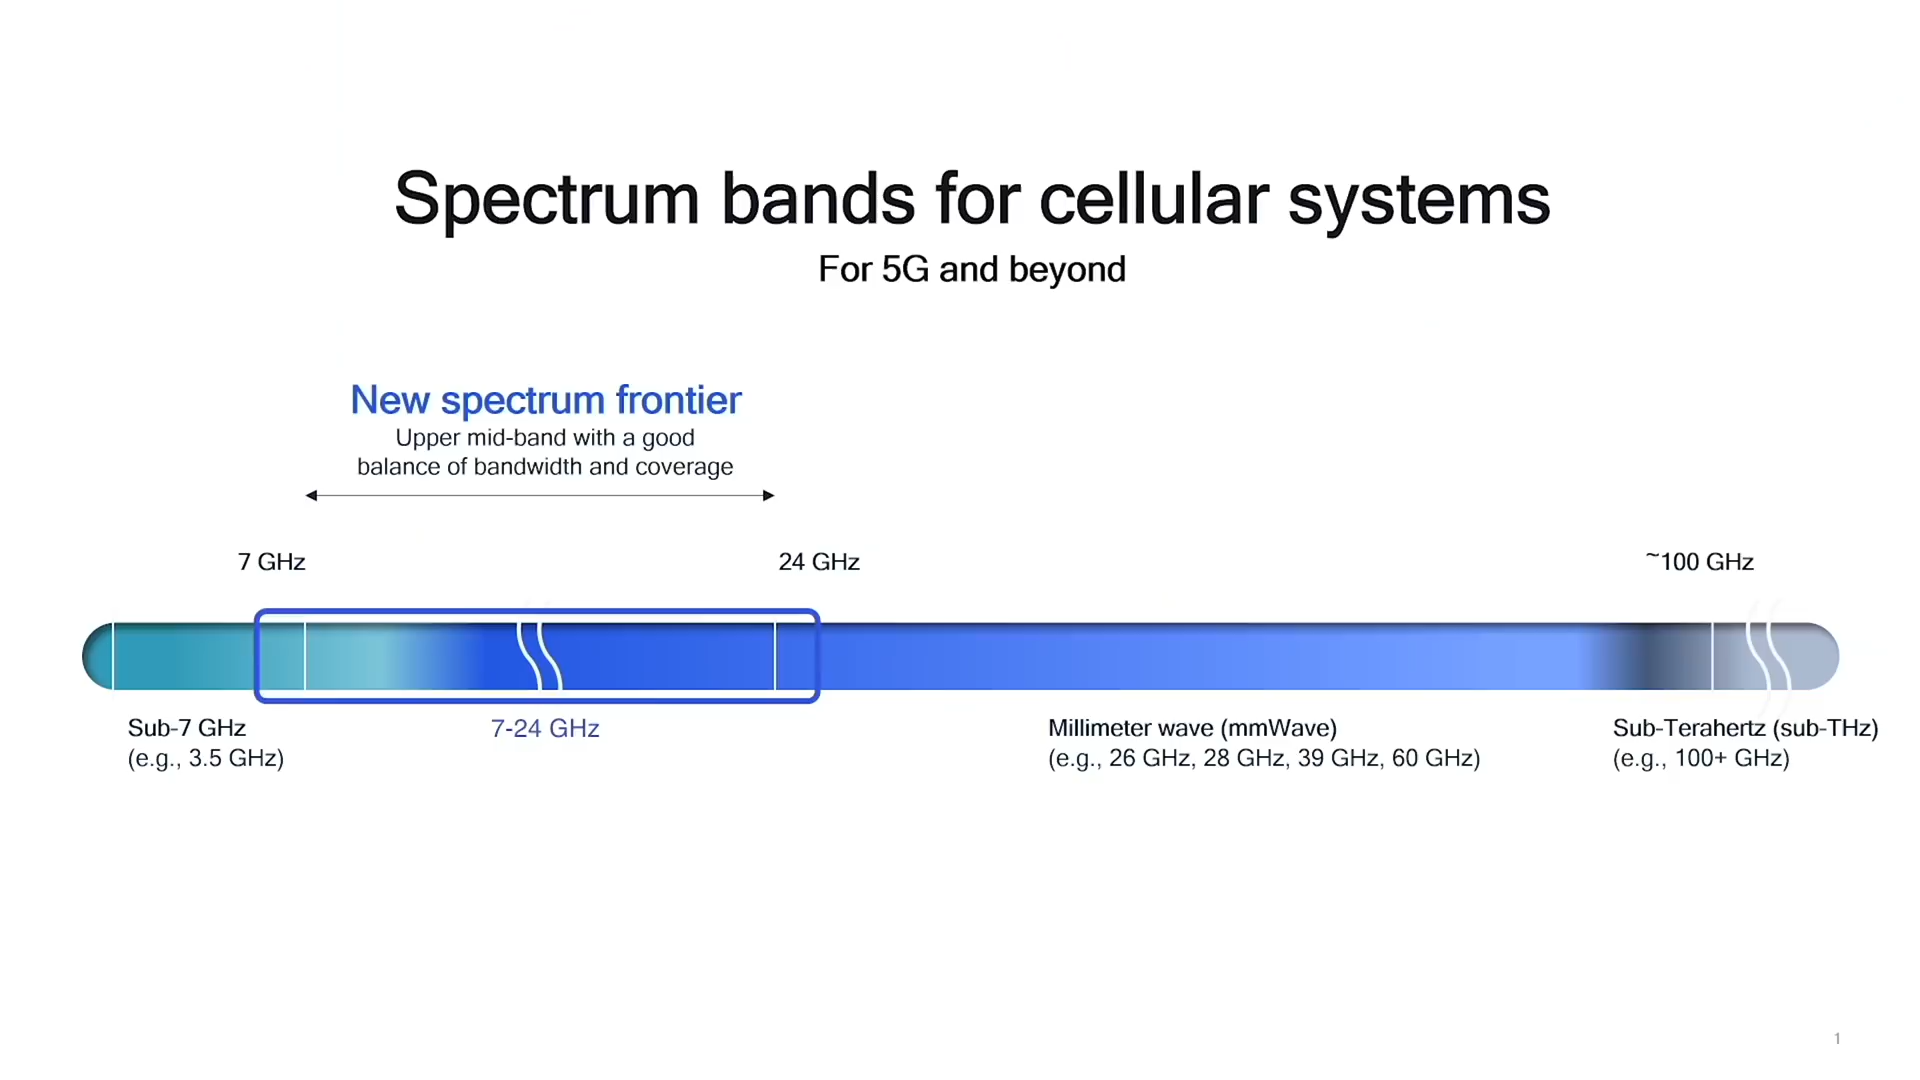 Spectrum bands for cellular systems
For 5G and beyond
New spectrum frontier
Upper mid-band with a good
balance of bandwidth and coverage
7 GHz
24 GHz
~100 GHz
Sub-7 GHz
(e.g., 3.5 GHz)
7-24 GHz
Millimeter wave (mmWave)
(e.g., 26 GHz, 28 GHz, 39 GHz, 60 GHz)
Sub-Terahertz (sub-THz)
(e.g., 100+ GHz)
1